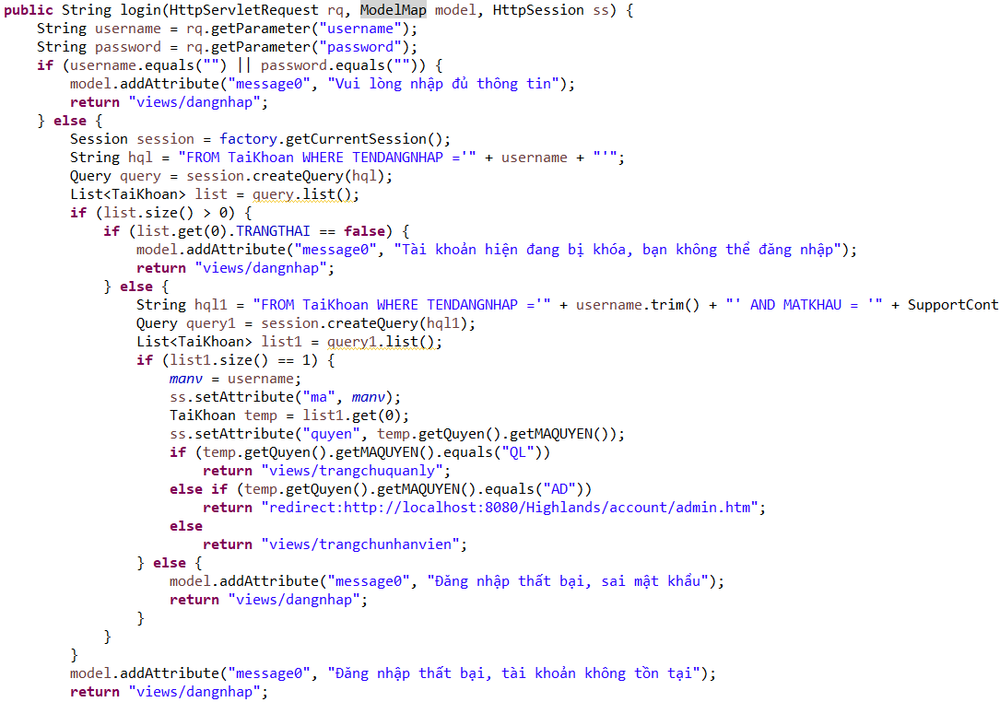 public String login(HttpServletRequest rq, ModelMap model, HttpSession ss) {
    String username = rq.getParameter("username");
    String password = rq.getParameter("password");
    if (username.equals("") || password.equals("")) {
        model.addAttribute("message0", "Vui lòng nhập đủ thông tin");
        return "views/dangnhap";
    } else {
        Session session = factory.getCurrentSession();
        String hql = "FROM TaiKhoan WHERE TENDANGNHAP ='" + username + "'";
        Query query = session.createQuery(hql);
        List<TaiKhoan> list = query.list();
        if (list.size() > 0) {
            if (list.get(0).TRANGTHAI == false) {
                model.addAttribute("message0", "Tài khoản hiện đang bị khóa, bạn không thể đăng nhập");
                return "views/dangnhap";
            } else {
                String hql1 = "FROM TaiKhoan WHERE TENDANGNHAP ='" + username.trim() + "' AND MATKHAU = '" + SupportCont
                Query query1 = session.createQuery(hql1);
                List<TaiKhoan> list1 = query1.list();
                if (list1.size() == 1) {
                    manv = username;
                    ss.setAttribute("ma", manv);
                    TaiKhoan temp = list1.get(0);
                    ss.setAttribute("quyen", temp.getQuyen().getMAQUYEN());
                    if (temp.getQuyen().getMAQUYEN().equals("QL"))
                        return "views/trangchuquanly";
                    else if (temp.getQuyen().getMAQUYEN().equals("AD"))
                        return "redirect:http://localhost:8080/Highlands/account/admin.htm";
                    else
                        return "views/trangchunhanvien";
                } else {
                    model.addAttribute("message0", "Đăng nhập thất bại, sai mật khẩu");
                    return "views/dangnhap";
                }
            }
        }
        model.addAttribute("message0", "Đăng nhập thất bại, tài khoản không tồn tại");
        return "views/dangnhap";